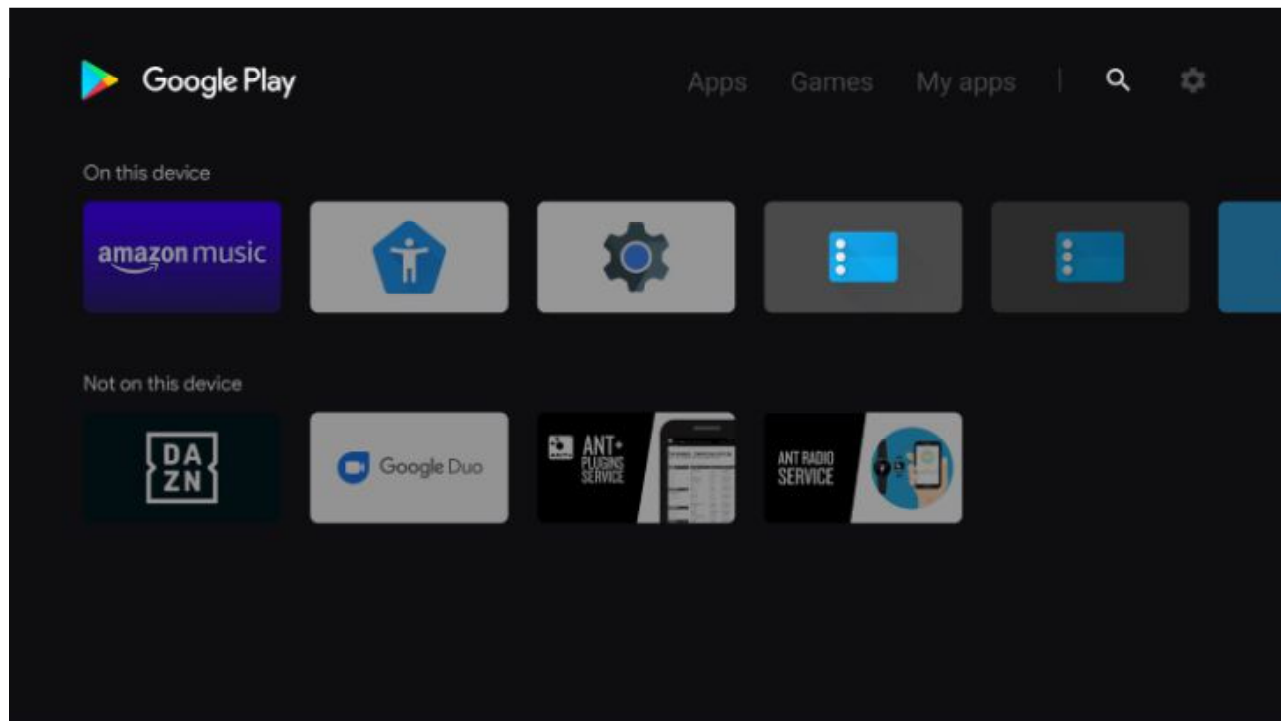 Google Play
Apps
Games
My apps
On this device
amazon music
Not on this device
DA
ZN
Google Duo
ANT+
PLUGINS
SERVICE
ANT RADIO
SERVICE